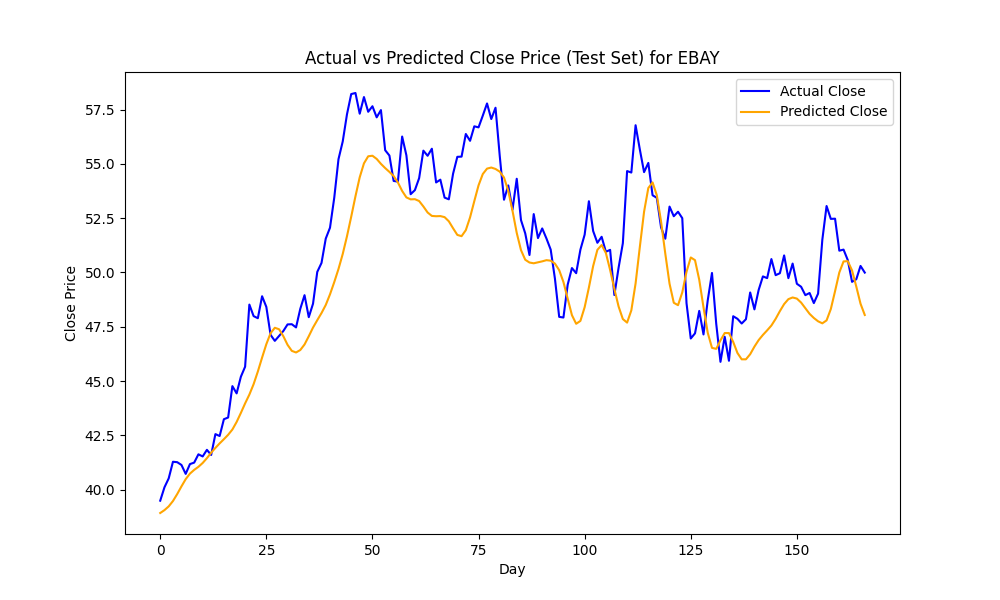 Actual vs Predicted Close Price (Test Set) for EBAY
Actual Close
Predicted Close
57.5
55.0
52.5
50.0
47.5
45.0
42.5
40.0
Close Price
0 25 50 75 100 125 150
Day